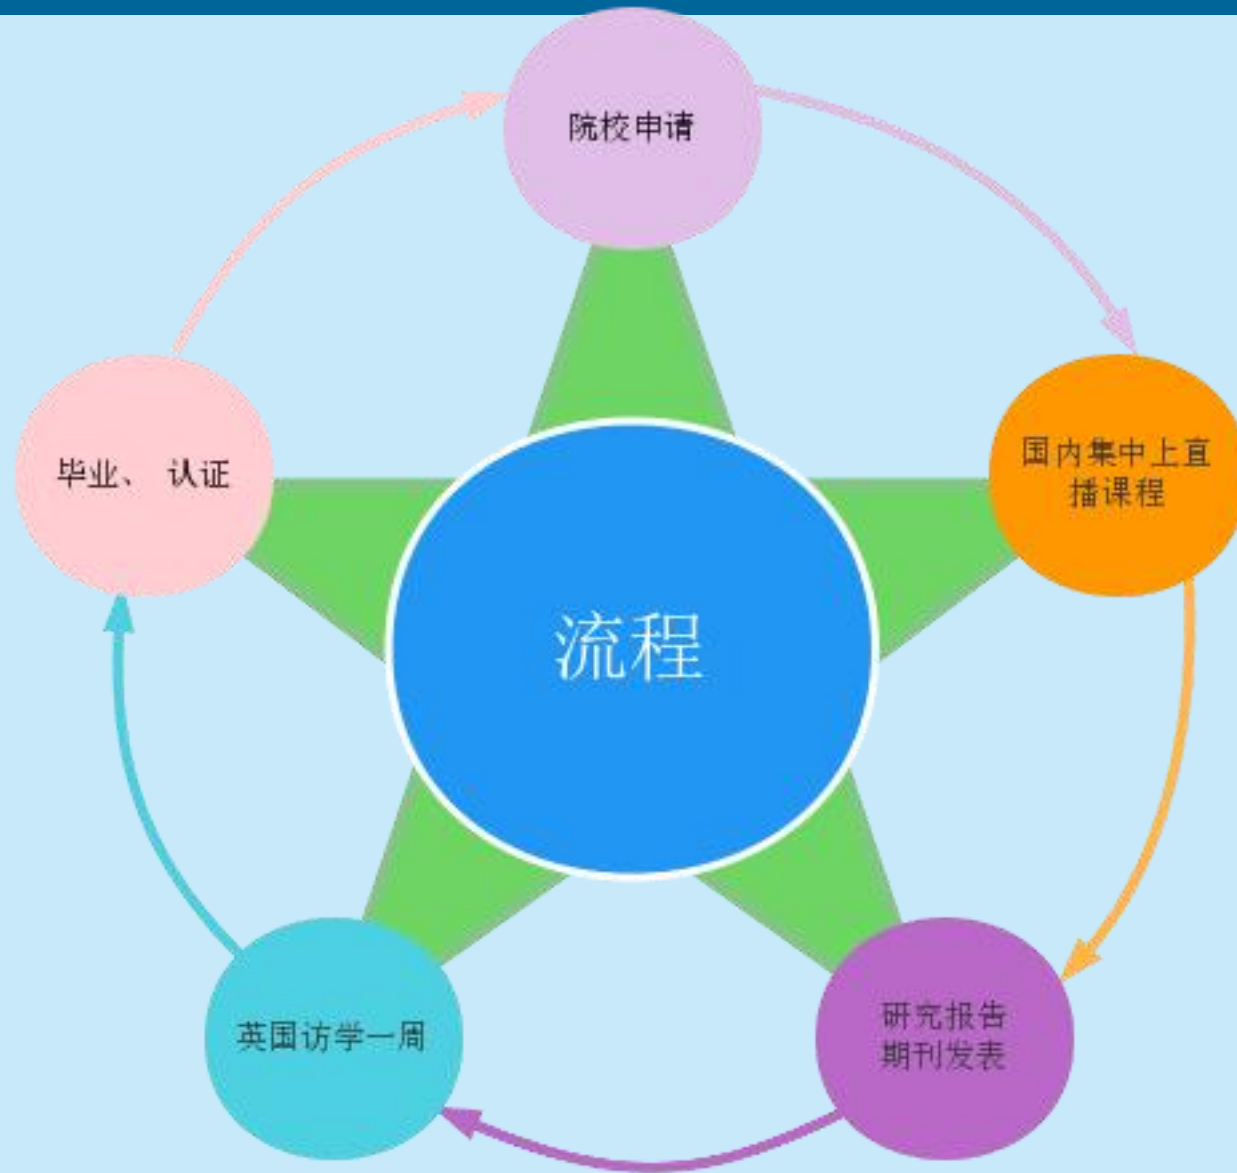 院校申请
国内集中上直
播课程
毕业、 认证
流程
研究报告
期刊发表
英国访学一周